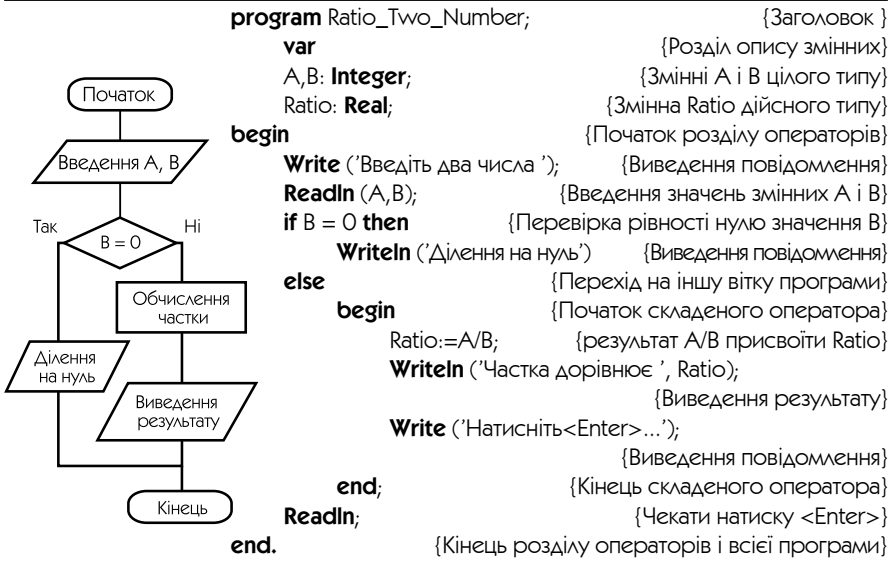 Початок
Введення А, В
Так
Ні
В = 0
Обчислення
частки
Ділення
на нуль
Виведення
результату
Кінець
program Ratio_Two_Number; {Заголовок }
var {Розділ опису змінних}
A,B: Integer; {Змінні А і В цілого типу}
Ratio: Real; {Змінна Ratio дійсного типу}
begin {Початок розділу операторів}
Write ('Введіть два числа '); {Виведення повідомлення}
Readln (A,B); {Введення значень змінних А і В}
if B = 0 then {Перевірка рівності нулю значення В}
Writeln ('Ділення на нуль') {Виведення повідомлення}
else {Перехід на іншу вітку програми}
begin {Початок складеного оператора}
Ratio:=A/B; {результат А/В присвоїти Ratio}
Writeln ('Частка дорівнює ', Ratio);
{Виведення результату}
Write ('Натисніть<Enter>...');
{Виведення повідомлення}
end; {Кінець складеного оператора}
Readln; {Чекати натиску <Enter>}
end. {Кінець розділу операторів і всієї програми}